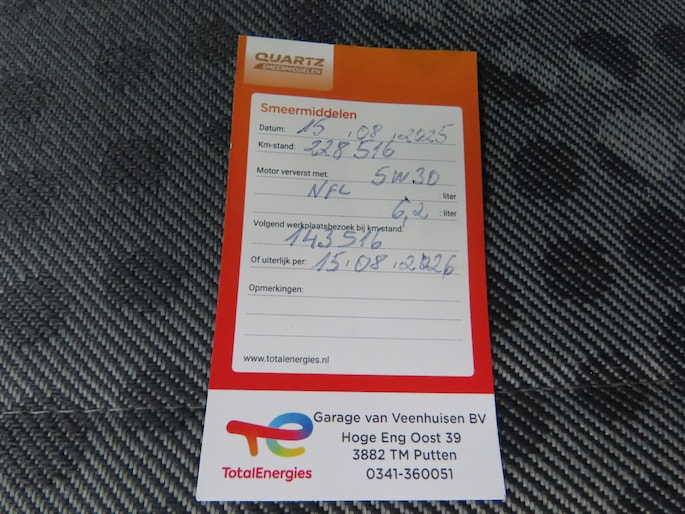 QUARTZ
SMEERMIDDELEN
Smeermiddelen
Datum: 15.08.2025
Km-stand: 228 516
Motor ververst met: 5W30
NFL : liter
6,2 : liter
Volgend werkplaatsbezoek bij km-stand:
143516
Of uiterlijk per: 15.08.2026
Opmerkingen:
www.totalenergies.nl
TotalEnergies
Garage van Veenhuisen BV
Hoge Eng Oost 39
3882 TM Putten
0341-360051